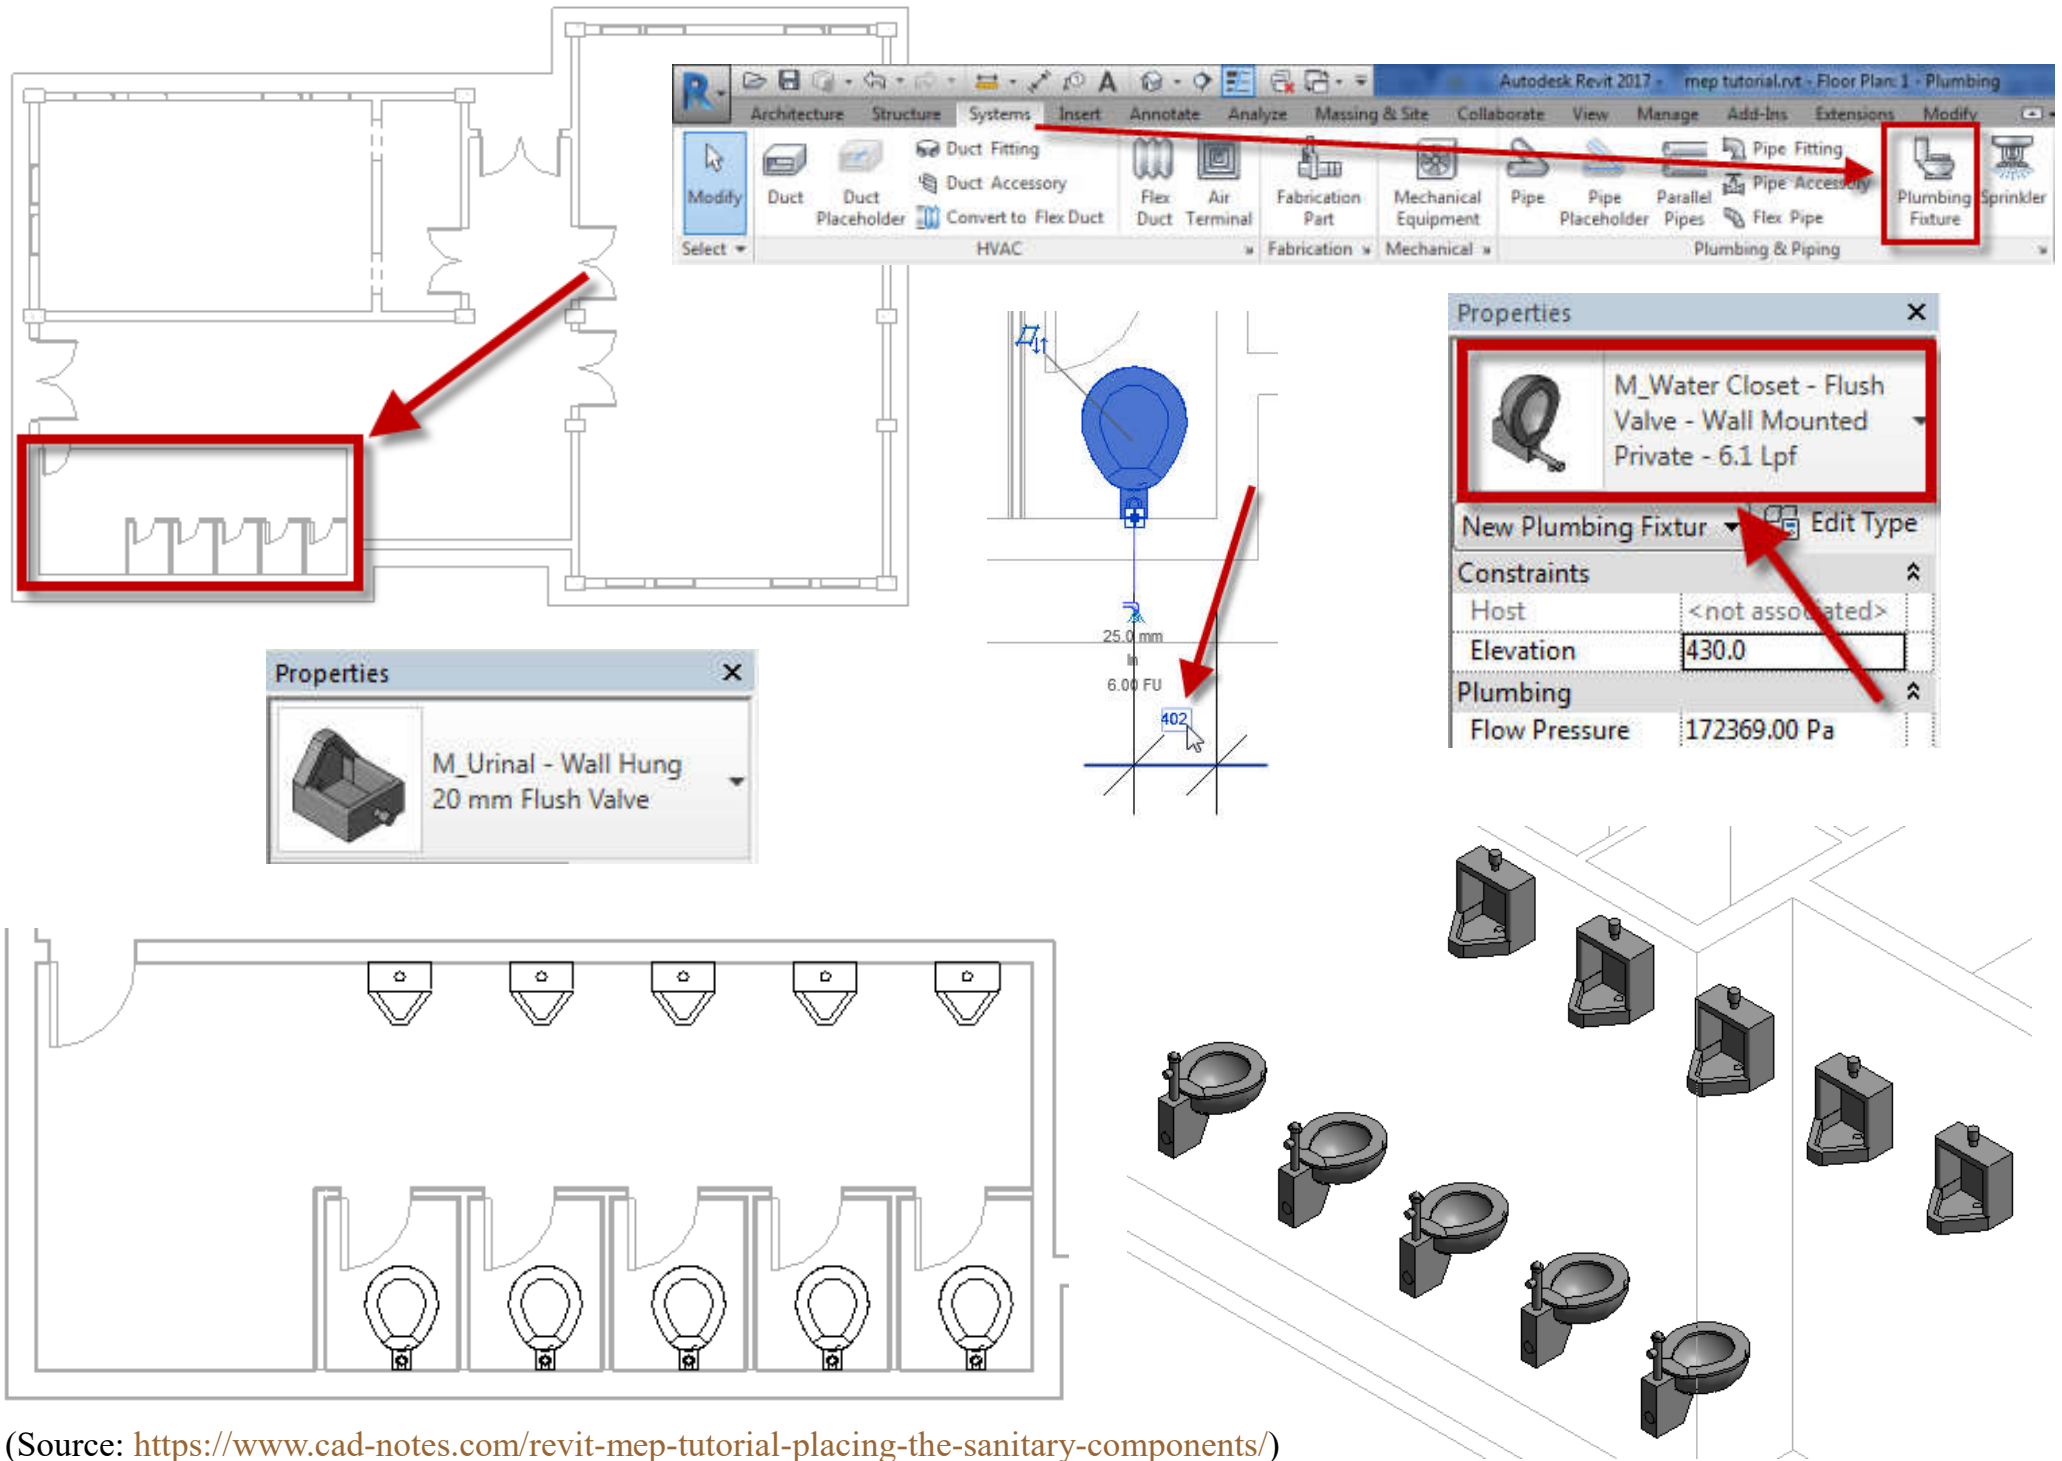 Autodesk Revit 2017 - mep tutorial.rvt - Floor Plan: 1 - Plumbing
Architecture Structure Systems Insert Annotate Analyze Massing & Site Collaborate View Manage Add-Ins Extensions Modify
Modify
Duct
Duct Placeholder
Duct Fitting
Duct Accessory
Convert to Flex Duct
Flex Duct
Air Terminal
Fabrication Part
Mechanical Equipment
Pipe
Pipe Placeholder
Parallel Pipes
Pipe Fitting
Pipe Accessory
Flex Pipe
Plumbing Fixture
Sprinkler
Select HVAC Fabrication Mechanical Plumbing & Piping
25.0 mm
In
6.00 FU
402
Properties
M_Water Closet - Flush
Valve - Wall Mounted
Private - 6.1 Lpf
New Plumbing Fixtur Edit Type
Constraints
Host <not associated>
Elevation 430.0
Plumbing
Flow Pressure 172369.00 Pa
Properties
M_Urinal - Wall Hung
20 mm Flush Valve
(Source: https://www.cad-notes.com/revit-mep-tutorial-placing-the-sanitary-components/)